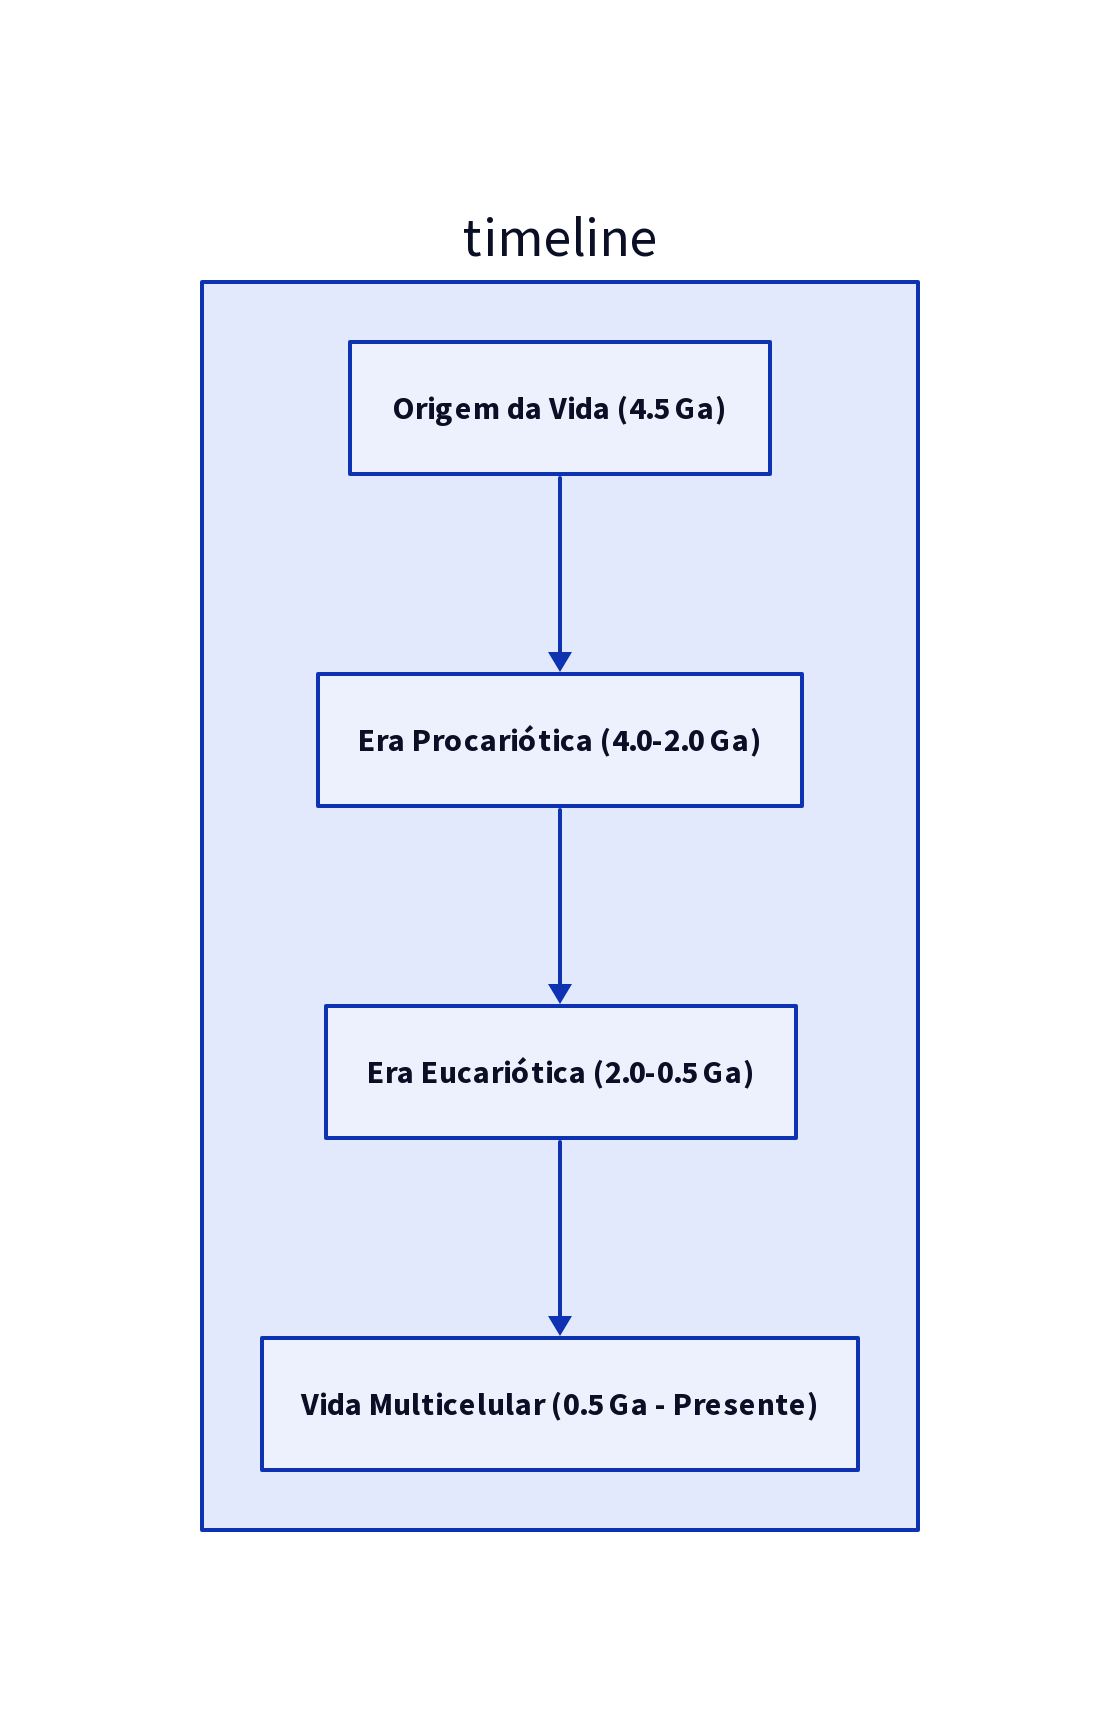 timeline
Origem da Vida (4.5 Ga)
Era Procariótica (4.0-2.0 Ga)
Era Eucariótica (2.0-0.5 Ga)
Vida Multicelular (0.5 Ga - Presente)